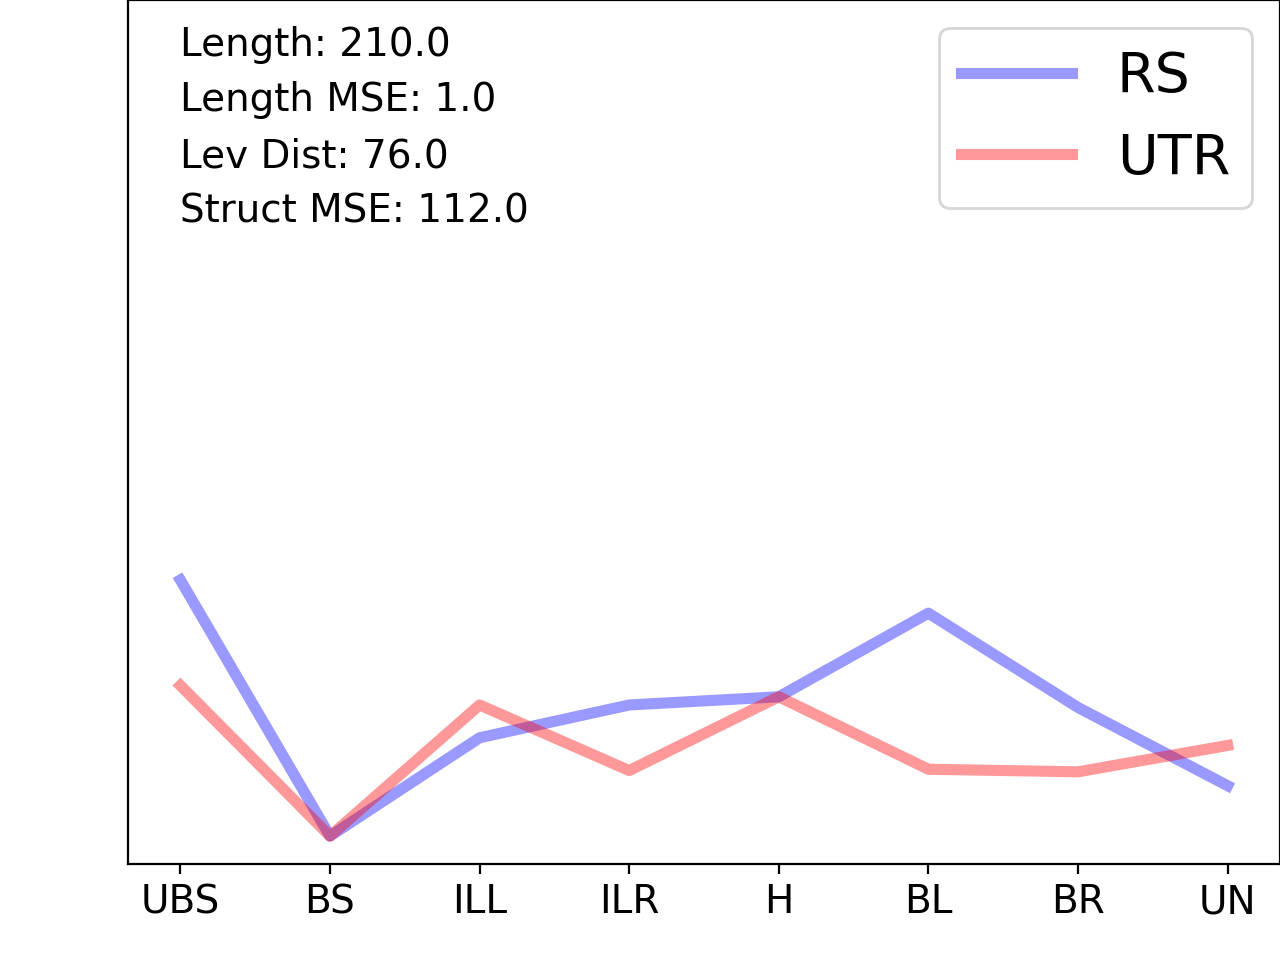 Length: 210.0
Length MSE: 1.0
Lev Dist: 76.0
Struct MSE: 112.0
RS
UTR
UBS BS ILL ILR H BL BR UN